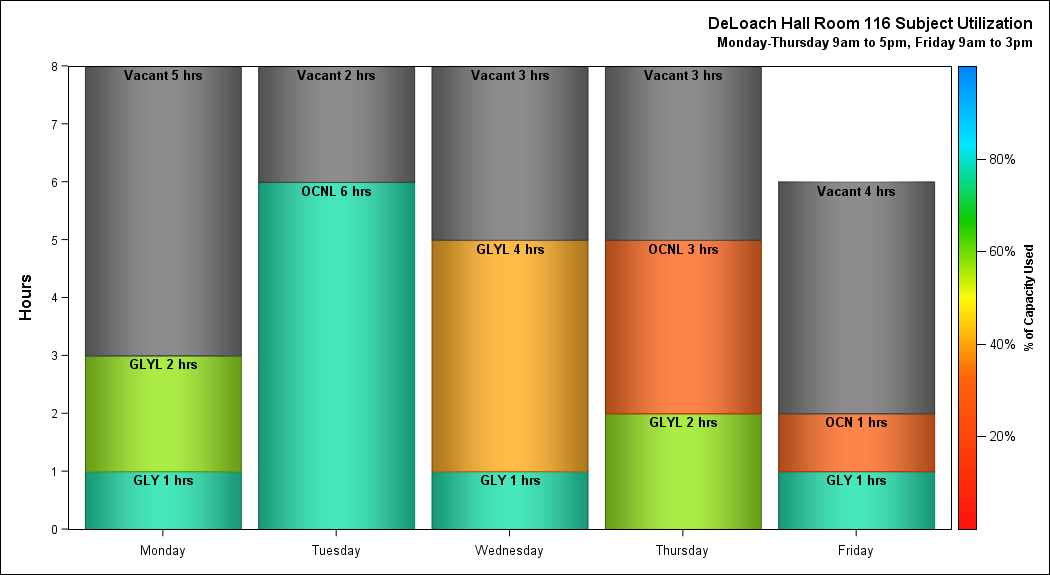 DeLoach Hall Room 116 Subject Utilization
Monday-Thursday 9am to 5pm, Friday 9am to 3pm
Hours
8
7
6
5
4
3
2
1
0
Vacant 5 hrs
GLYL 2 hrs
GLY 1 hrs
Vacant 2 hrs
OCNL 6 hrs
Vacant 3 hrs
GLYL 4 hrs
GLY 1 hrs
Vacant 3 hrs
OCNL 3 hrs
GLYL 2 hrs
Vacant 4 hrs
OCN 1 hrs
GLY 1 hrs
Monday
Tuesday
Wednesday
Thursday
Friday
80%
60%
40%
20%
% of Capacity Used